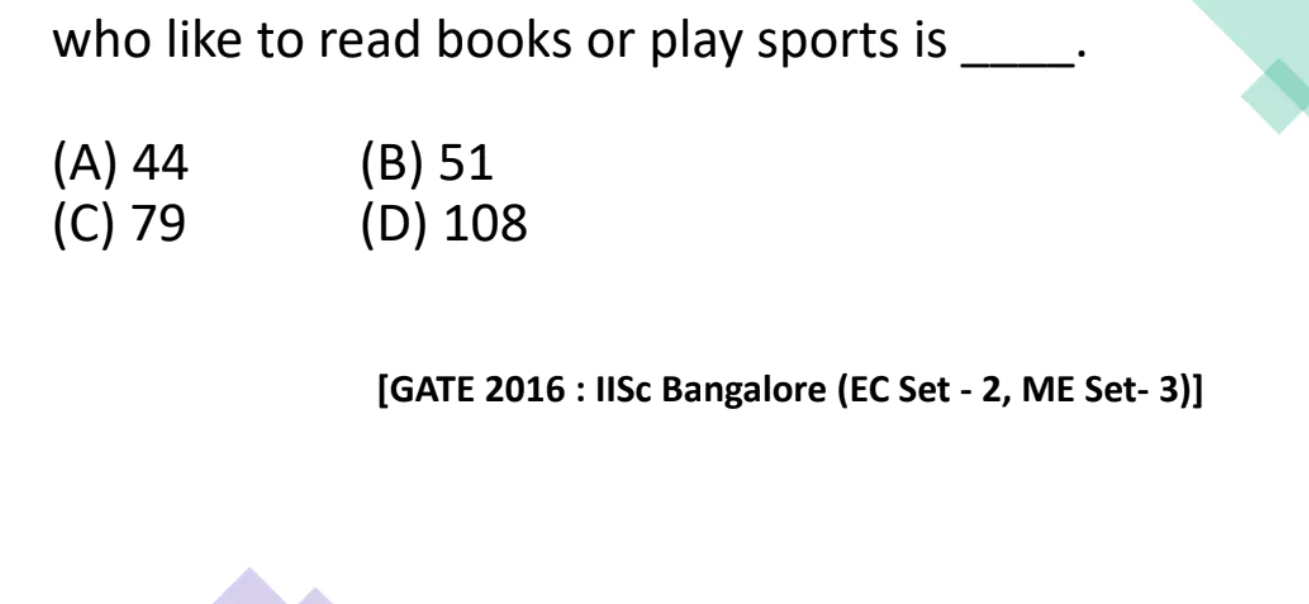 who like to read books or play sports is ____.
(A) 44 (B) 51
(C) 79 (D) 108
[GATE 2016 : IISc Bangalore (EC Set - 2, ME Set- 3)]